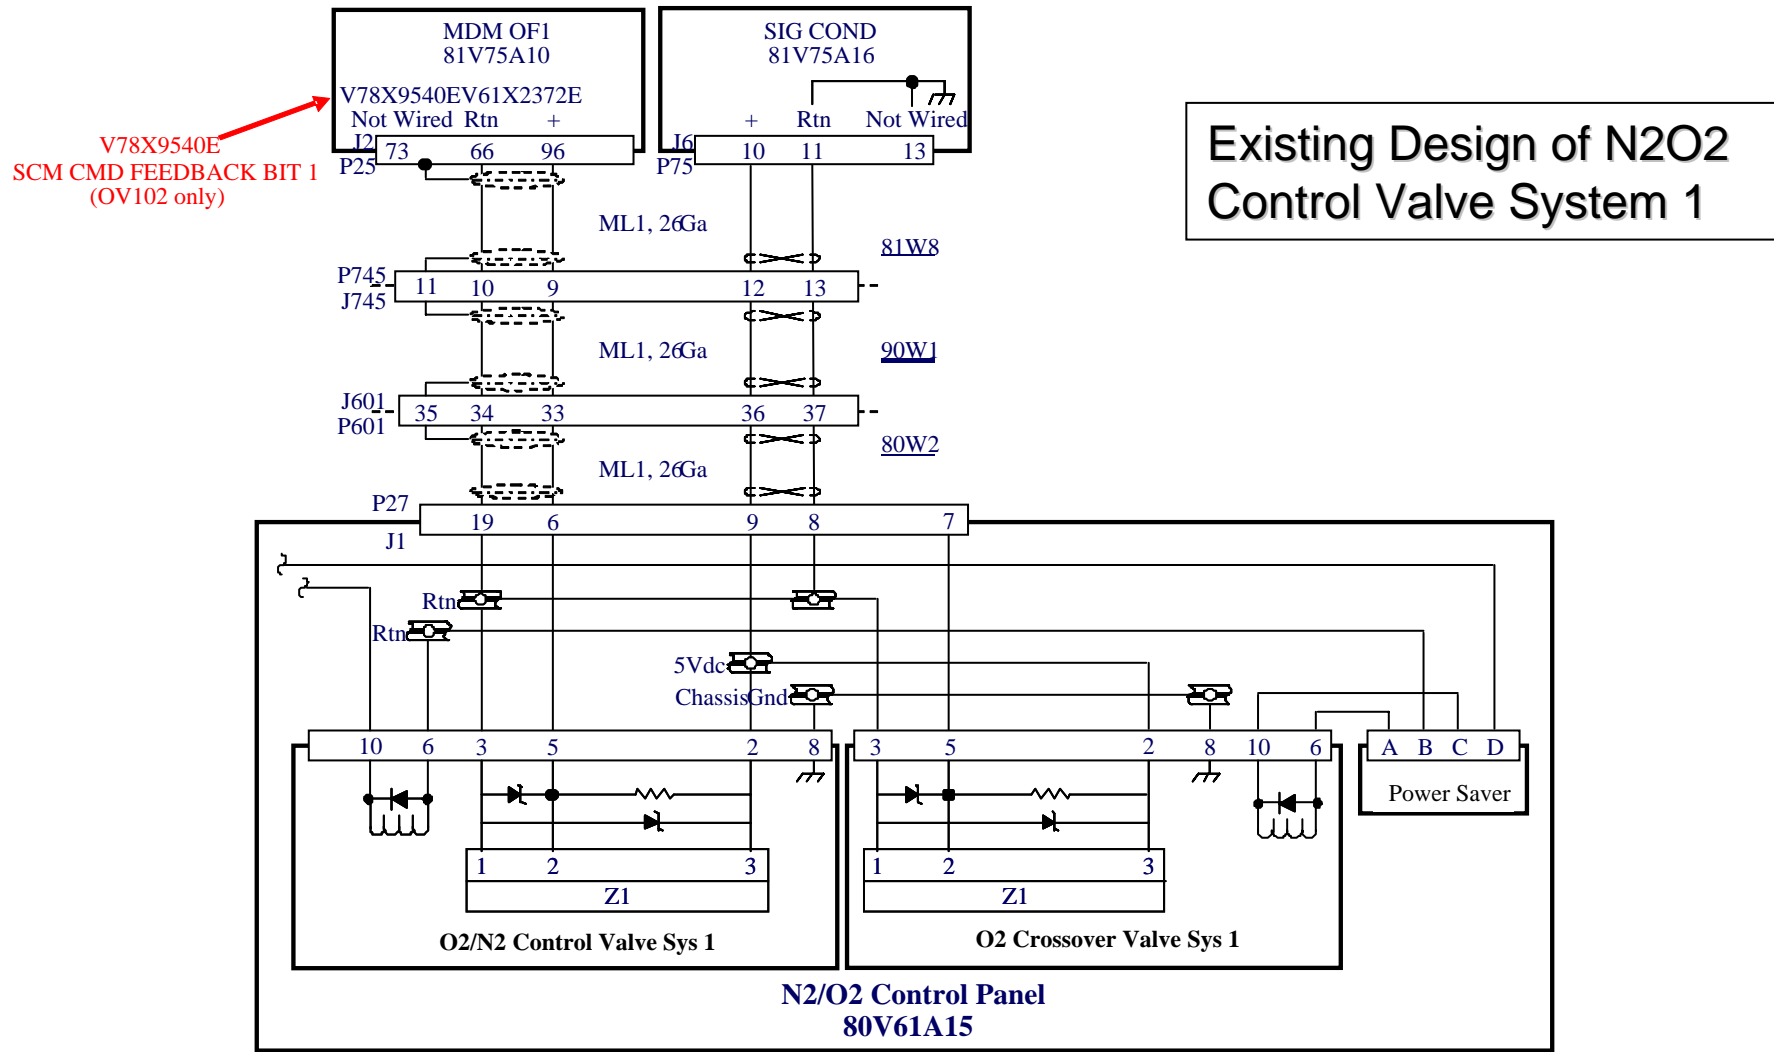 MDM OF1
81V75A10
SIG COND
81V75A16
V78X9540EV61X2372E
Not Wired Rtn +
+ Rtn Not Wired
J2
73 66 96
P25
J6
10 11 13
P75
V78X9540E
SCM CMD FEEDBACK BIT 1
(OV102 only)
Existing Design of N2O2
Control Valve System 1
ML1, 26Ga
81W8
P745
11 10 9 12 13
J745
ML1, 26Ga
90W1
J601
35 34 33 36 37
P601
80W2
ML1, 26Ga
P27
19 6 9 8 7
J1
Rtn
Rtn
5Vdc
ChassisGnd
10 6 3 5 2 8
3 5 2 8 10 6
A B C D
Power Saver
1 2 3
Z1
1 2 3
Z1
O2/N2 Control Valve Sys 1
O2 Crossover Valve Sys 1
N2/O2 Control Panel
80V61A15